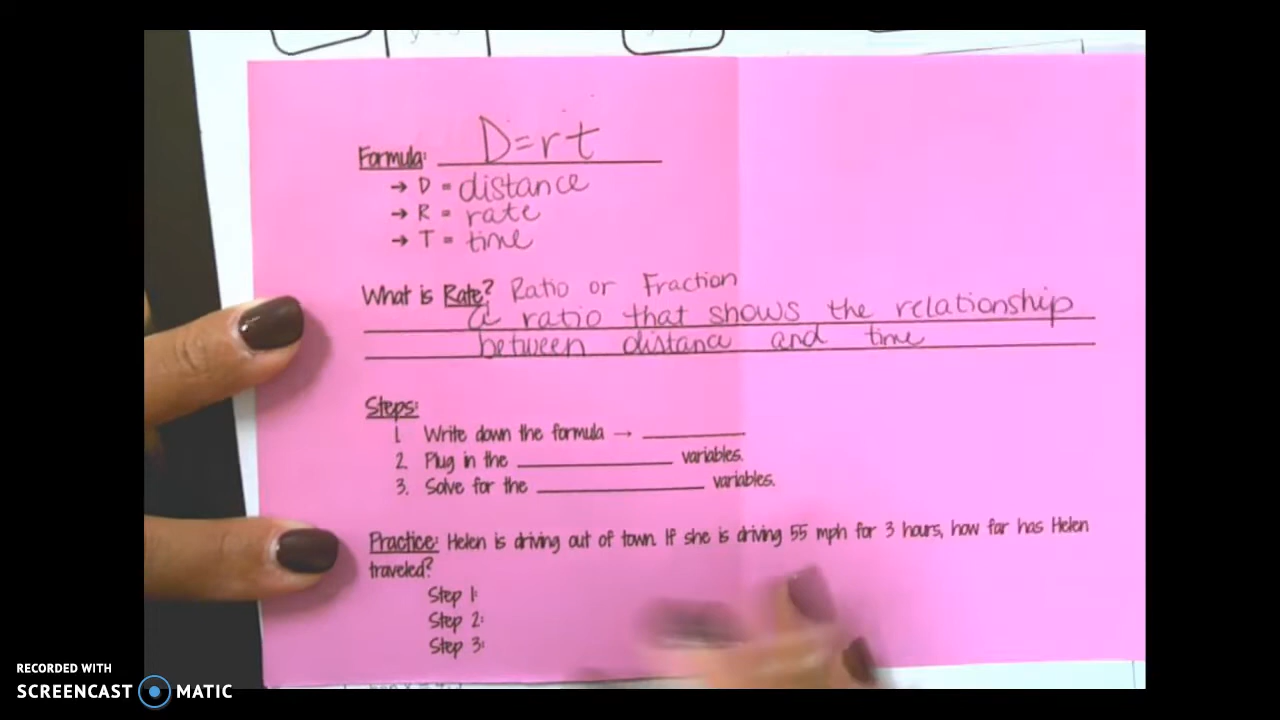 Formula: D=rt
→ D = distance
→ R = rate
→ T = time
What is Rate? Ratio or Fraction
a ratio that shows the relationship
between distance and time
Steps:
1. Write down the formula → __________
2. Plug in the __________ variables.
3. Solve for the __________ variables.
Practice: Helen is driving out of town. If she is driving 55 mph for 3 hours, how far has Helen
traveled?
Step 1:
Step 2:
Step 3:
RECORDED WITH
SCREENCAST MATIC